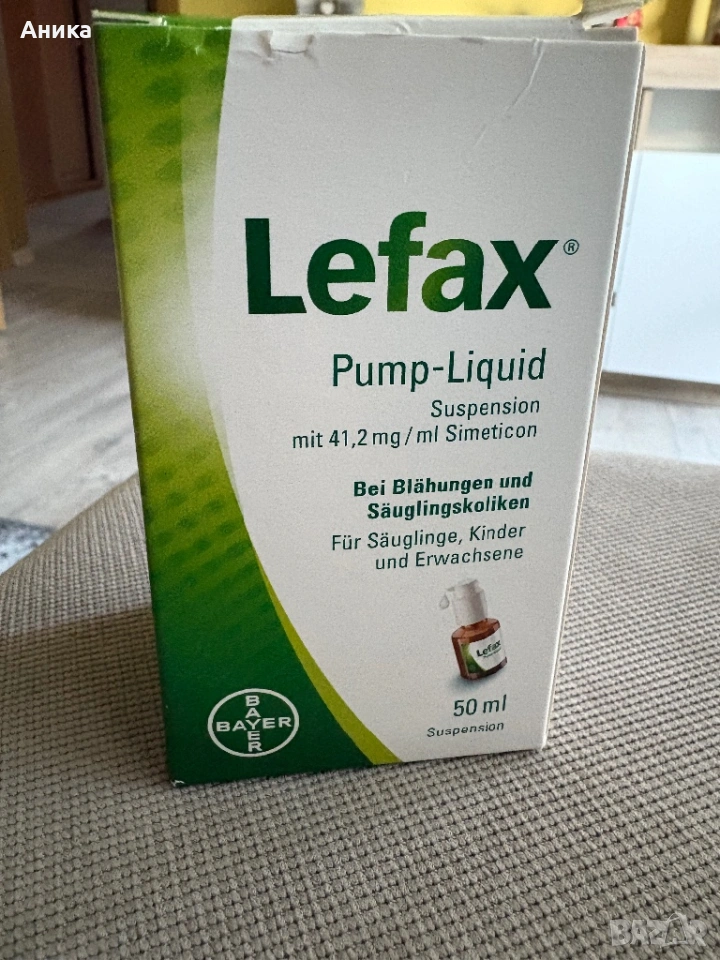 Аника
Lefax®
Pump-Liquid
Suspension
mit 41,2 mg/ml Simeticon
Bei Blähungen und
Säuglingskoliken
Für Säuglinge, Kinder
und Erwachsene
Lefax
50 ml
Suspension
BAYER
BAYER
BAZAR